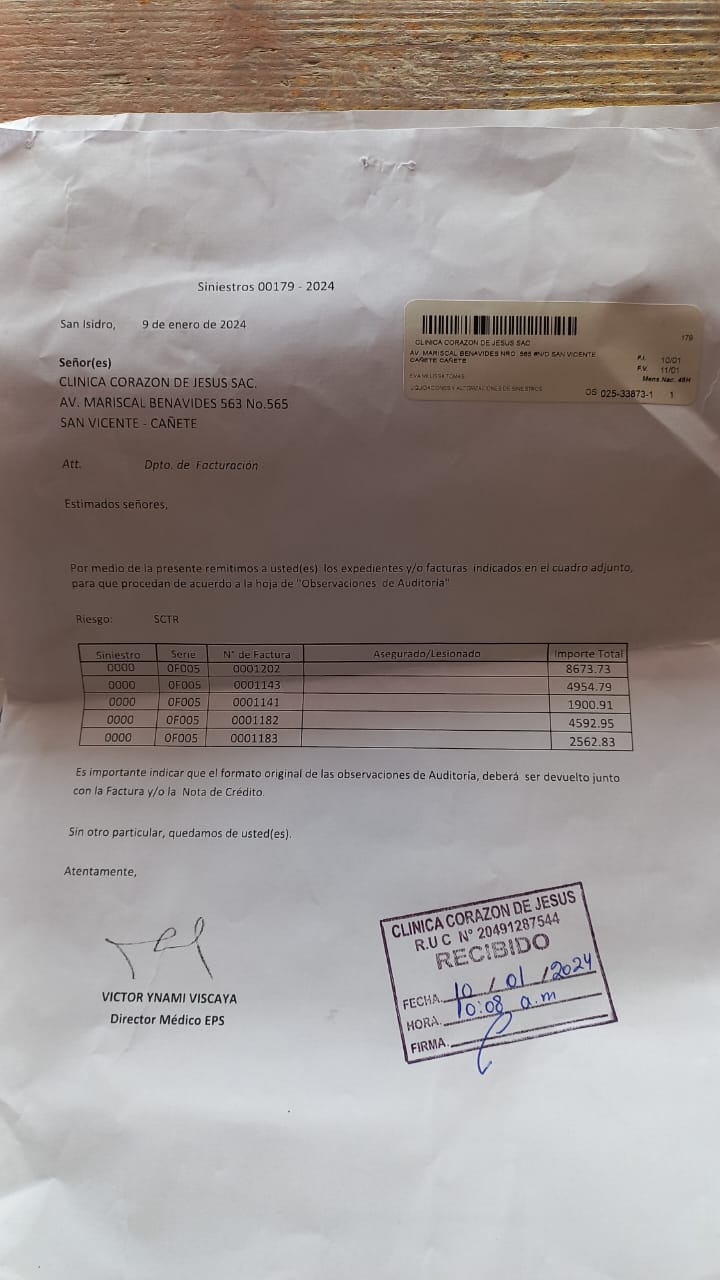 Siniestros 00179 - 2024
San Isidro, 9 de enero de 2024
179
CLINICA CORAZON DE JESUS SAC
AV. MARISCAL BENAVIDES NRO. 565 #N/D SAN VICENTE
CAÑETE CAÑETE
F.I. 10/01
F.V. 11/01
Mens.Nac. 48H
EVA MELISSA TOMAS
LIQUIDACIONES Y AUTORIZACIONES DE SINIESTROS
OS 025-33873-1 1
Señor(es)
CLINICA CORAZON DE JESUS SAC.
AV. MARISCAL BENAVIDES 563 No.565
SAN VICENTE - CAÑETE
Att. Dpto. de Facturación
Estimados señores,
Por medio de la presente remitimos a usted(es) los expedientes y/o facturas indicados en el cuadro adjunto,
para que procedan de acuerdo a la hoja de "Observaciones de Auditoria"
Riesgo: SCTR
Siniestro Serie N° de Factura Asegurado/Lesionado Importe Total
0000 0F005 0001202 8673.73
0000 0F005 0001143 4954.79
0000 0F005 0001141 1900.91
0000 0F005 0001182 4592.95
0000 0F005 0001183 2562.83
Es importante indicar que el formato original de las observaciones de Auditoría, deberá ser devuelto junto
con la Factura y/o la Nota de Crédito.
Sin otro particular, quedamos de usted(es).
Atentamente,
VICTOR YNAMI VISCAYA
Director Médico EPS
CLINICA CORAZON DE JESUS
R.U C N° 20491287544
RECIBIDO
FECHA. 10 / 01 / 2024
HORA. 10:08 a.m
FIRMA.